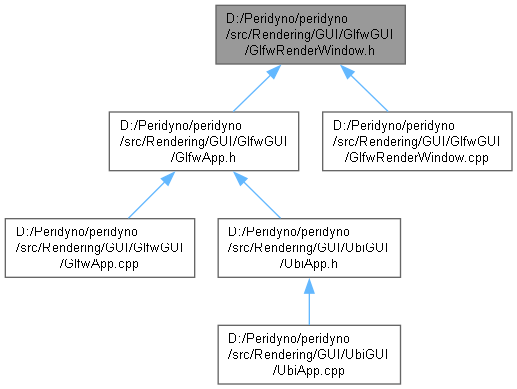 D:/Peridyno/peridyno
/src/Rendering/GUI/GlfwGUI
/GlfwRenderWindow.h
D:/Peridyno/peridyno
/src/Rendering/GUI/GlfwGUI
/GlfwApp.h
D:/Peridyno/peridyno
/src/Rendering/GUI/GlfwGUI
/GlfwRenderWindow.cpp
D:/Peridyno/peridyno
/src/Rendering/GUI/GlfwGUI
/GlfwApp.cpp
D:/Peridyno/peridyno
/src/Rendering/GUI/UbiGUI
/UbiApp.h
D:/Peridyno/peridyno
/src/Rendering/GUI/UbiGUI
/UbiApp.cpp